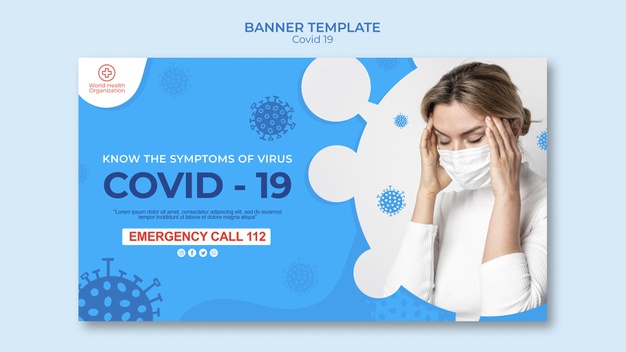 BANNER TEMPLATE
Covid 19
World Health
Organization
KNOW THE SYMPTOMS OF VIRUS
COVID - 19
"Lorem ipsum dolor sit amet, consectetur adipiscing elit, sed do eiusmod
tempor incididunt ut labore et dolore magna aliqua."
EMERGENCY CALL 112